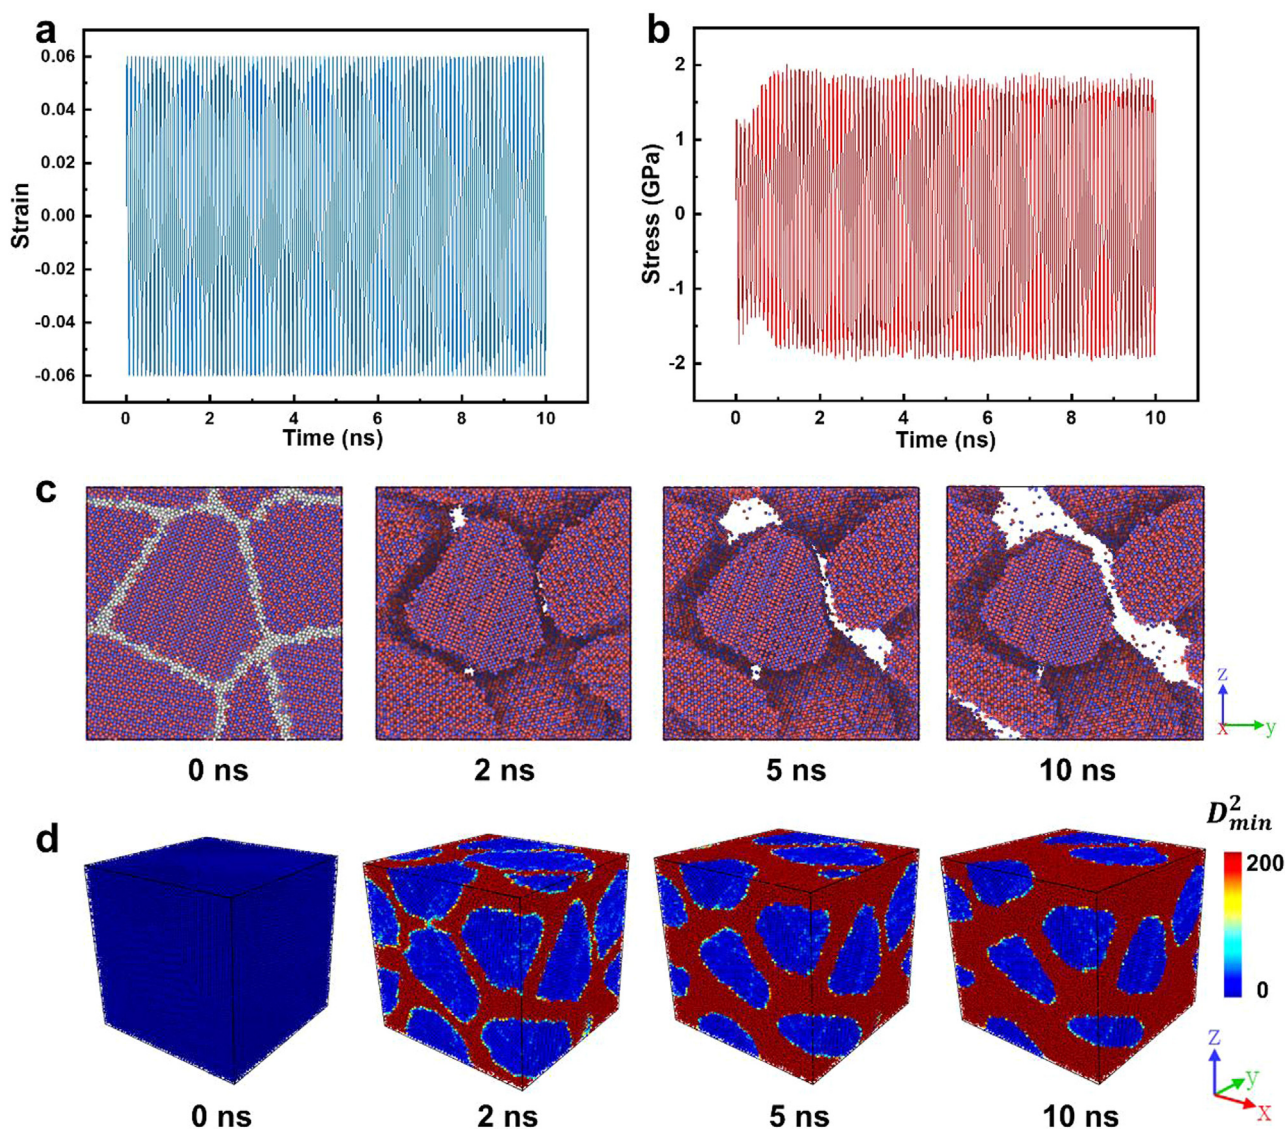 a
0.06
0.04
0.02
0.00
-0.02
-0.04
-0.06
Strain
0 2 4 6 8 10
Time (ns)
b
2
1
0
-1
-2
Stress (GPa)
0 2 4 6 8 10
Time (ns)
c
0 ns 2 ns 5 ns 10 ns
z
x y
d
D²min
200
0
0 ns 2 ns 5 ns 10 ns
z
y
x